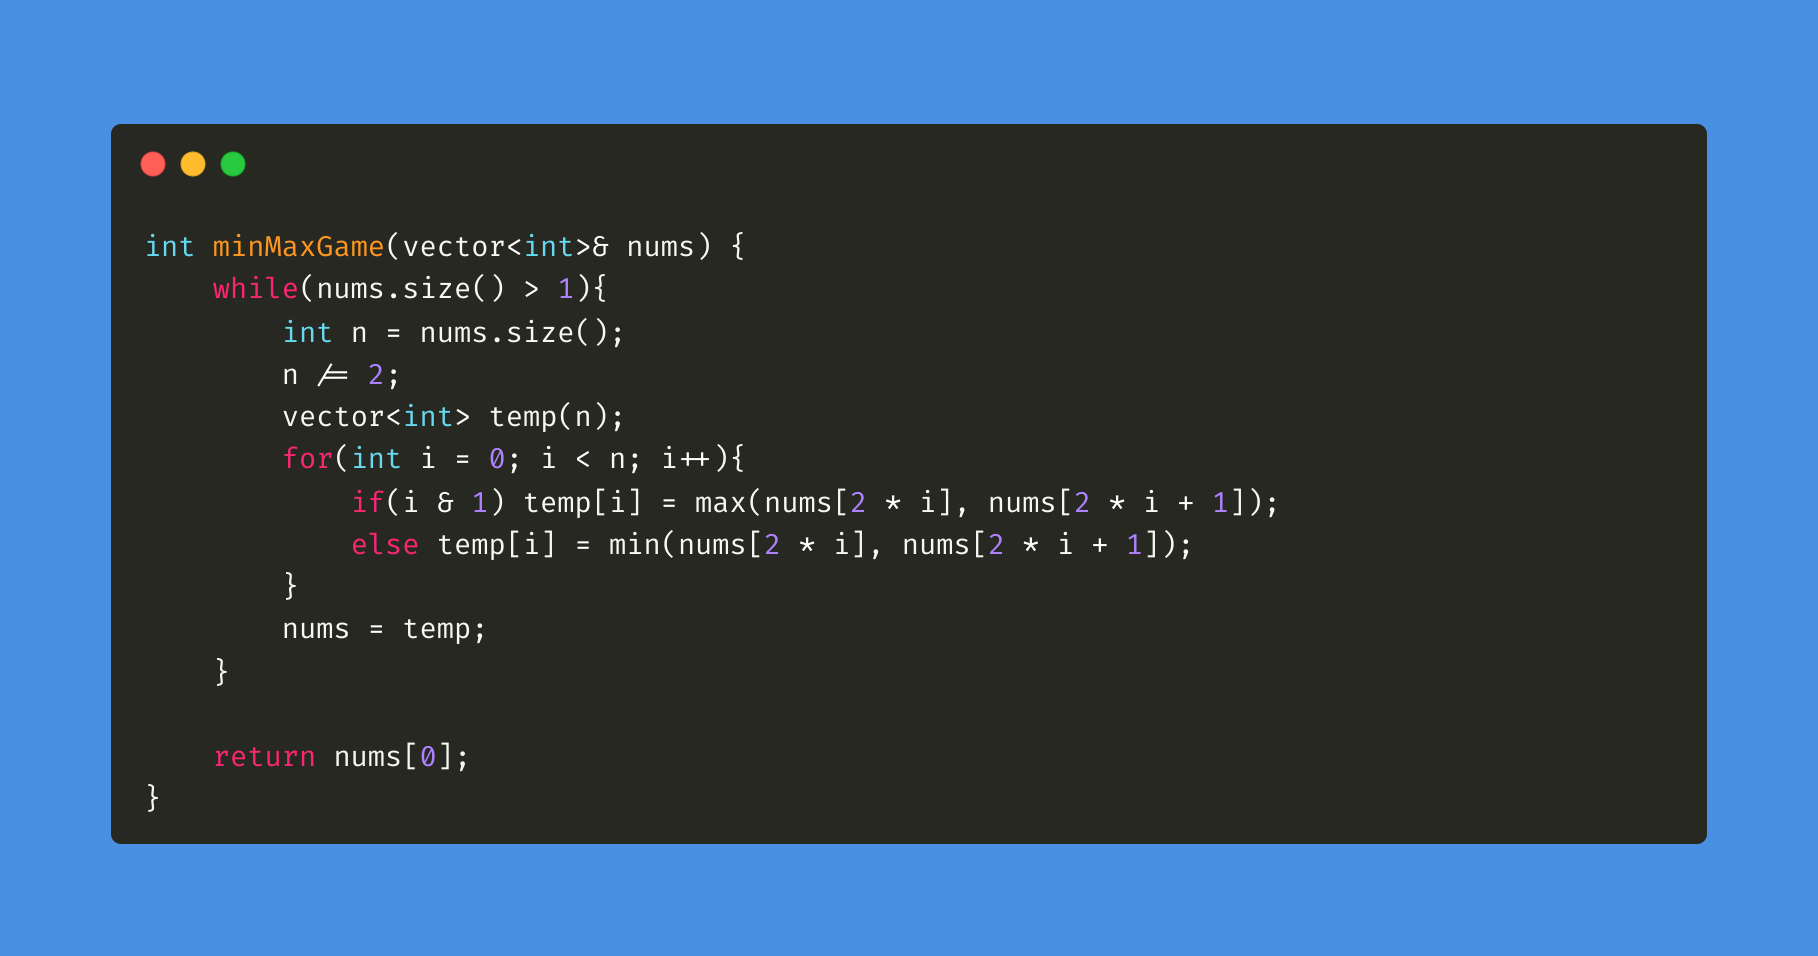 int minMaxGame(vector<int>& nums) {
    while(nums.size() > 1){
        int n = nums.size();
        n /= 2;
        vector<int> temp(n);
        for(int i = 0; i < n; i++){
            if(i & 1) temp[i] = max(nums[2 * i], nums[2 * i + 1]);
            else temp[i] = min(nums[2 * i], nums[2 * i + 1]);
        }
        nums = temp;
    }

    return nums[0];
}